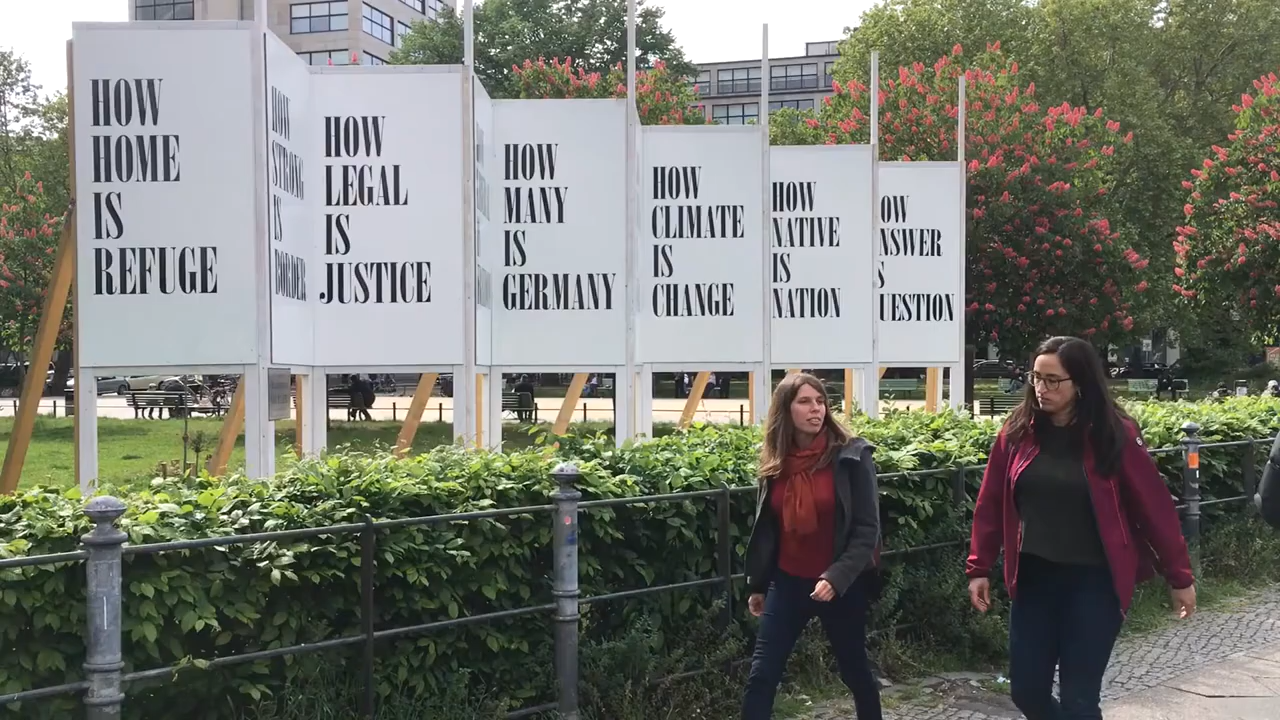 HOW
HOME
IS
REFUGE
HOW
STRONG
IS
BORDER
HOW
LEGAL
IS
JUSTICE
HOW
MANY
IS
GERMANY
HOW
CLIMATE
IS
CHANGE
HOW
NATIVE
IS
NATION
OW
NSWER
S
UESTION